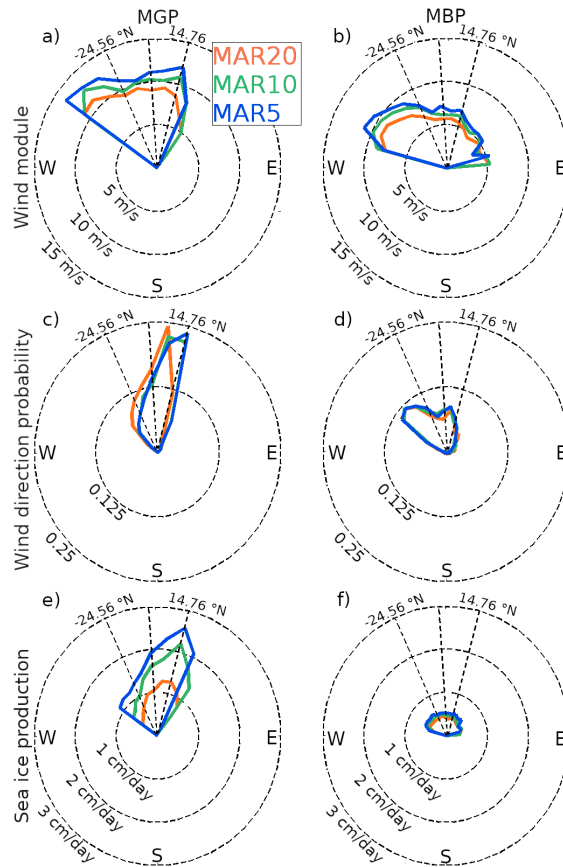 MGP
MBP
a)
-24.56
14.76
MAR20
MAR10
MAR5
b)
-24.56 °N
14.76 °N
Wind module
W
5 m/s
10 m/s
15 m/s
S
W
E
5 m/s
10 m/s
15 m/s
S
c)
-24.56 °N
14.76 °N
d)
-24.56 °N
14.76 °N
Wind direction probability
W
E
0.125
0.25
S
W
E
0.125
0.25
S
e)
-24.56 °N
14.76 °N
f)
-24.56 °N
14.76 °N
Sea ice production
W
E
1 cm/day
2 cm/day
3 cm/day
S
W
E
1 cm/day
2 cm/day
3 cm/day
S